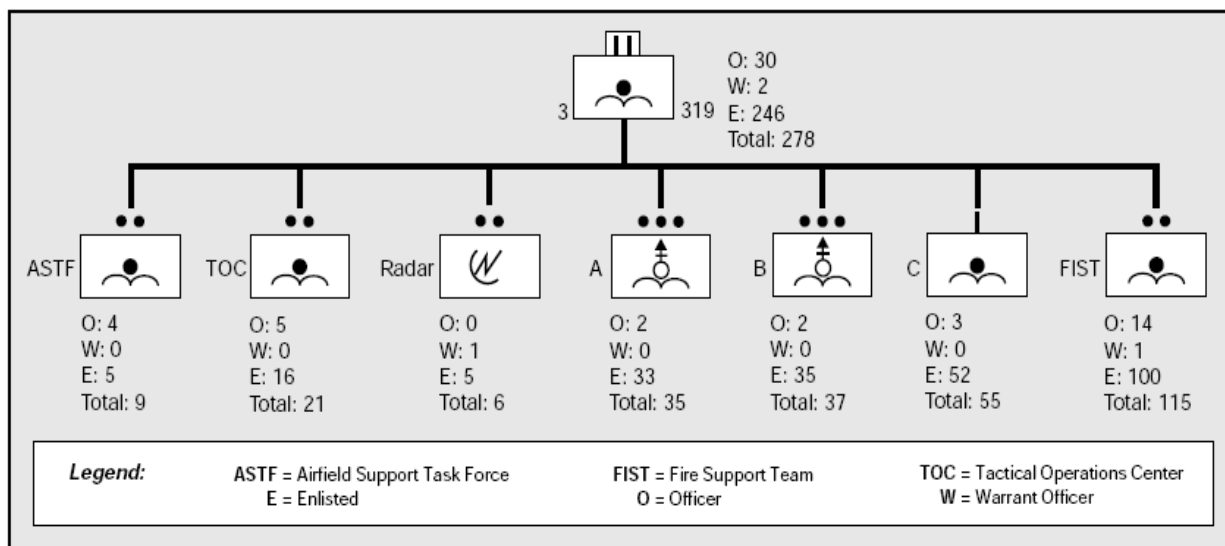 O: 30
W: 2
E: 246
Total: 278
3
319
ASTF
TOC
Radar
A
B
C
FIST
O: 4
W: 0
E: 5
Total: 9
O: 5
W: 0
E: 16
Total: 21
O: 0
W: 1
E: 5
Total: 6
O: 2
W: 0
E: 33
Total: 35
O: 2
W: 0
E: 35
Total: 37
O: 3
W: 0
E: 52
Total: 55
O: 14
W: 1
E: 100
Total: 115
Legend:
ASTF = Airfield Support Task Force
E = Enlisted
FIST = Fire Support Team
O = Officer
TOC = Tactical Operations Center
W = Warrant Officer